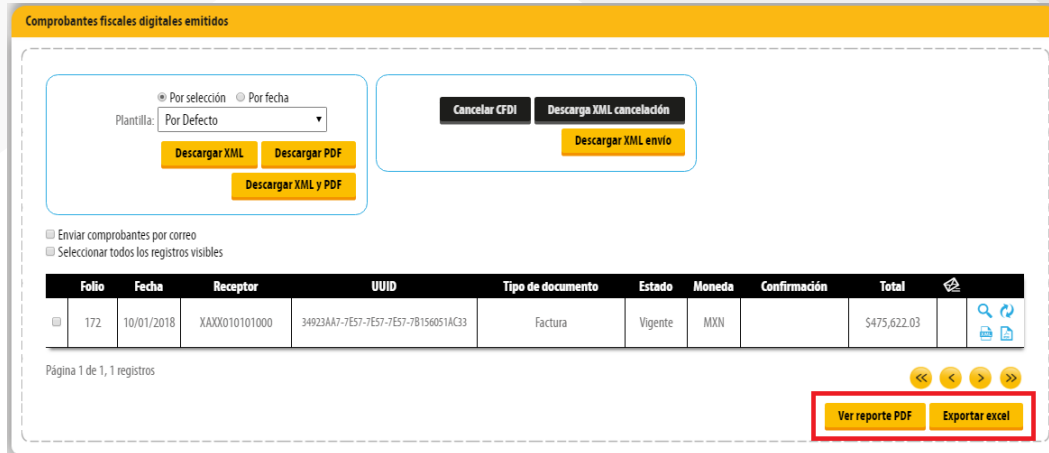 Comprobantes fiscales digitales emitidos
Por selección Por fecha
Plantilla: Por Defecto
Descargar XML Descargar PDF
Descargar XML y PDF
Cancelar CFDI Descarga XML cancelación
Descargar XML envío
Enviar comprobantes por correo
Seleccionar todos los registros visibles
Folio Fecha Receptor UUID Tipo de documento Estado Moneda Confirmación Total
172 10/01/2018 XAXX010101000 34923AA7-7E57-7E57-7E57-7B156051AC33 Factura Vigente MXN $475,622.03
Página 1 de 1, 1 registros
Ver reporte PDF Exportar excel